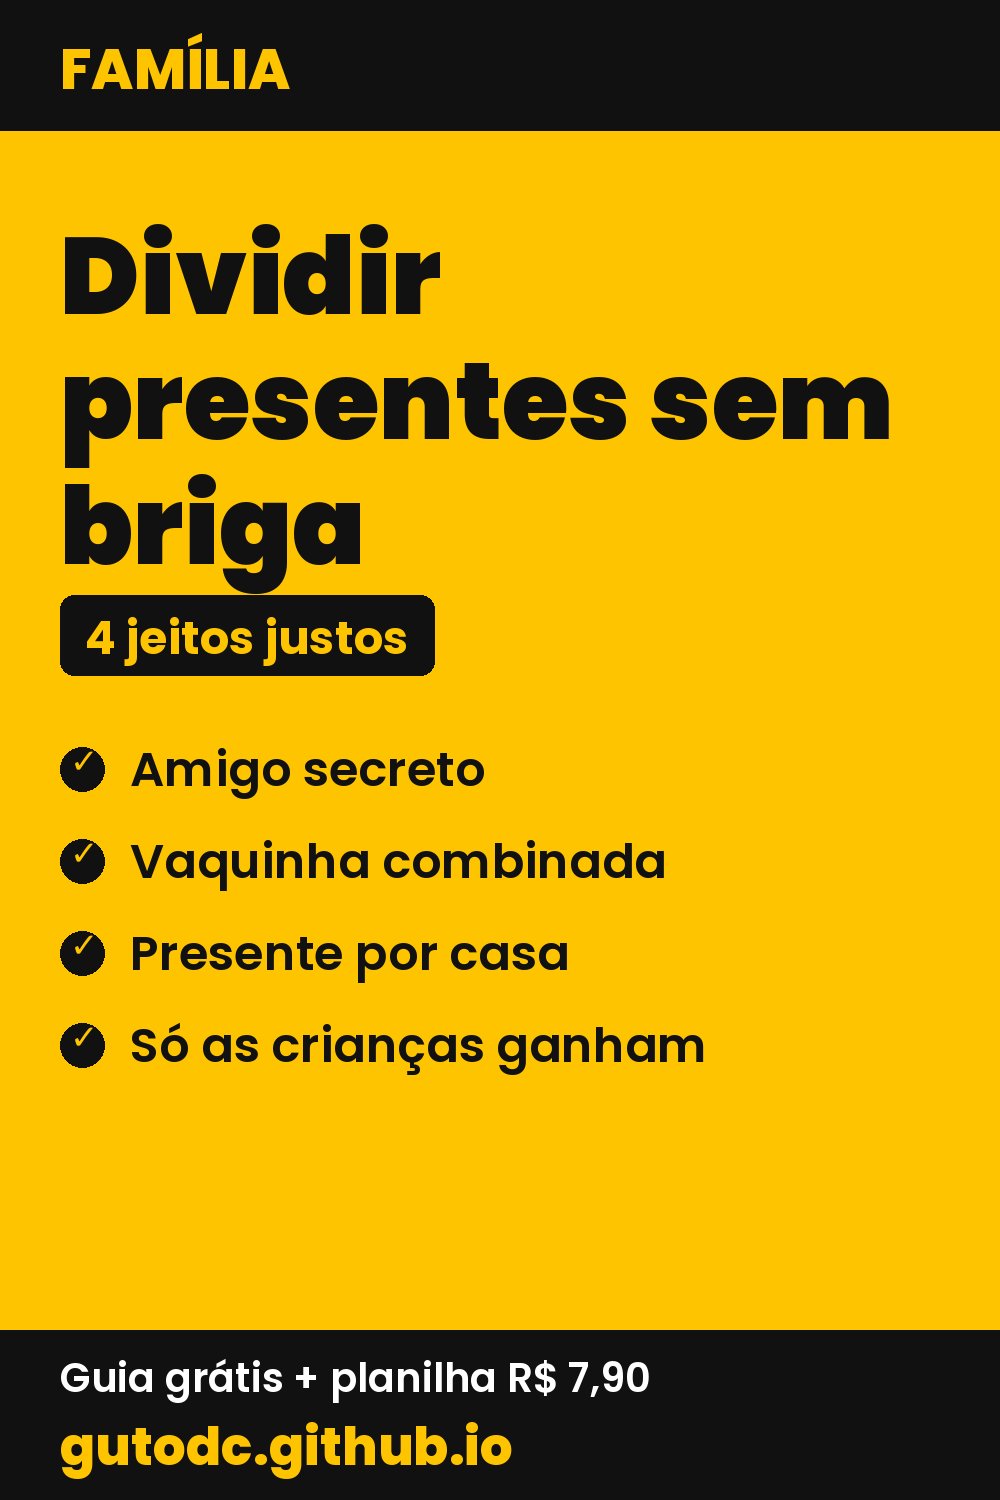 FAMÍLIA
Dividir
presentes sem
briga
4 jeitos justos
✓ Amigo secreto
✓ Vaquinha combinada
✓ Presente por casa
✓ Só as crianças ganham
Guia grátis + planilha R$ 7,90
gutodc.github.io